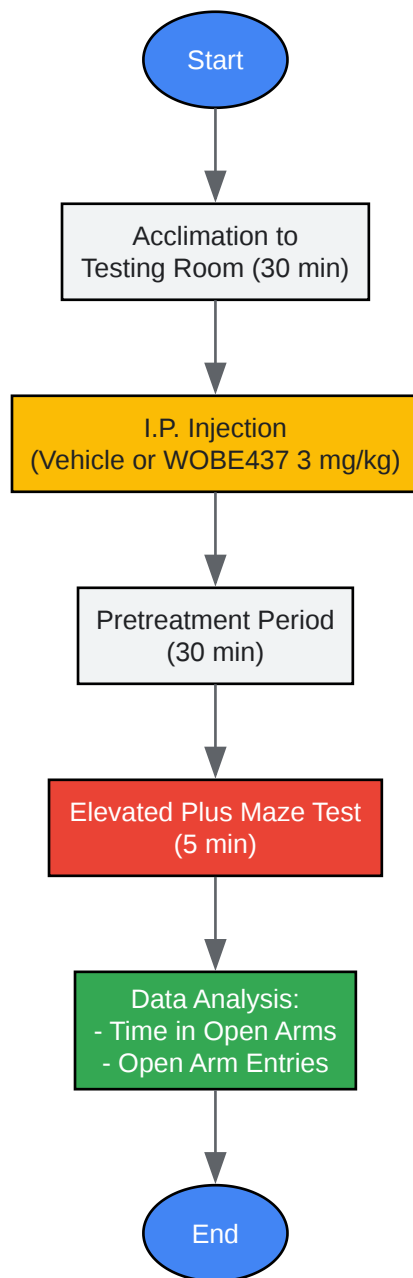 Start
Acclimation to
Testing Room (30 min)
I.P. Injection
(Vehicle or WOBE437 3 mg/kg)
Pretreatment Period
(30 min)
Elevated Plus Maze Test
(5 min)
Data Analysis:
- Time in Open Arms
- Open Arm Entries
End